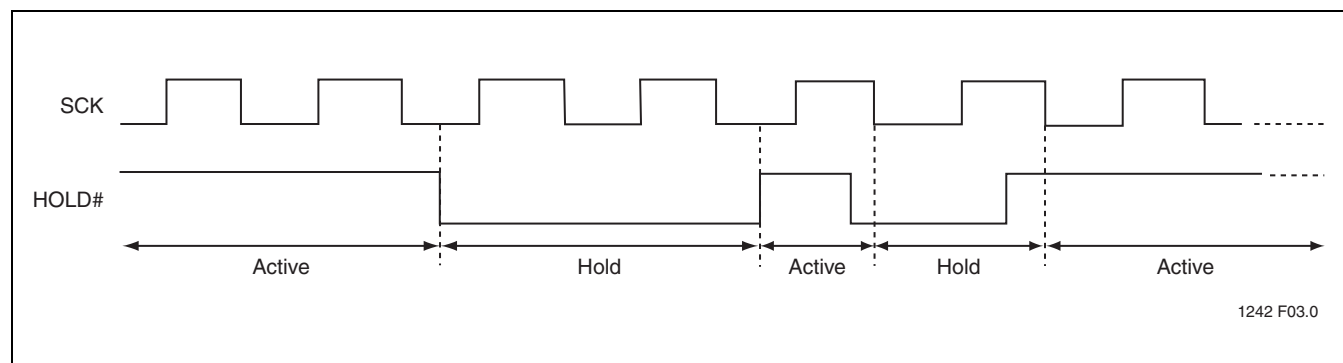 SCK
HOLD#
Active
Hold
Active
Hold
Active
1242 F03.0